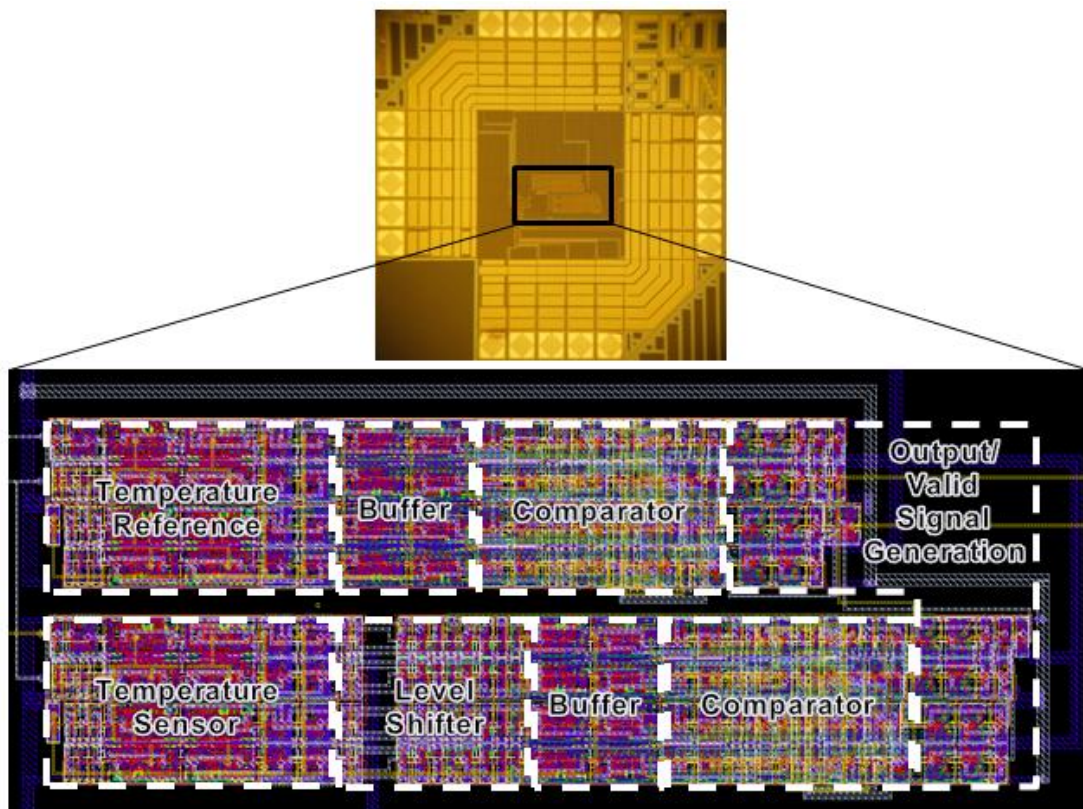 Temperature
Reference
Buffer
Comparator
Output/
Valid
Signal
Generation
Temperature
Sensor
Level
Shifter
Buffer
Comparator